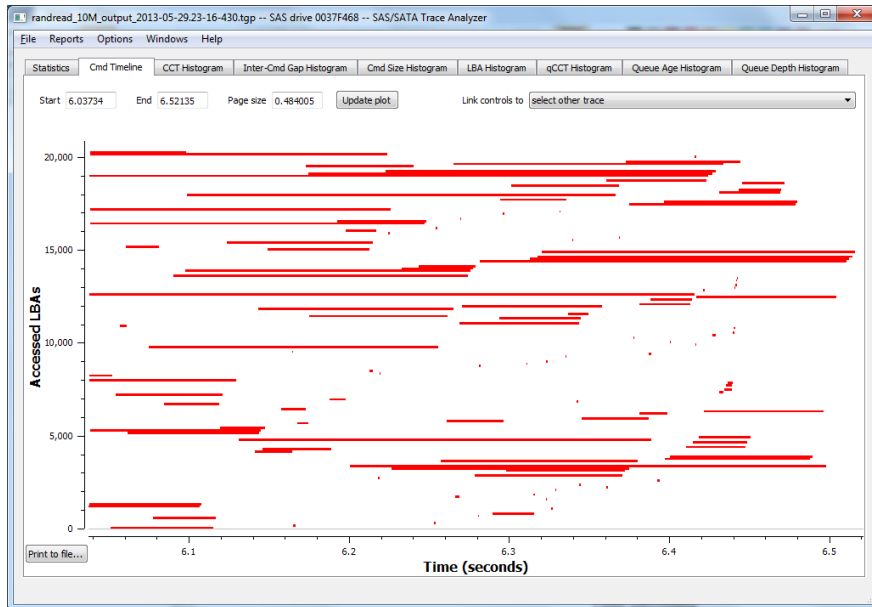 randread_10M_output_2013-05-29.23-16-430.tgp -- SAS drive 0037F468 -- SAS/SATA Trace Analyzer
File Reports Options Windows Help
Statistics Cmd Timeline CCT Histogram Inter-Cmd Gap Histogram Cmd Size Histogram LBA Histogram qCCT Histogram Queue Age Histogram Queue Depth Histogram
Start 6.03734 End 6.52135 Page size 0.484005 Update plot Link controls to select other trace
20,000
15,000
10,000
5,000
0
Accessed LBAs
6.1 6.2 6.3 6.4 6.5
Print to file...
Time (seconds)